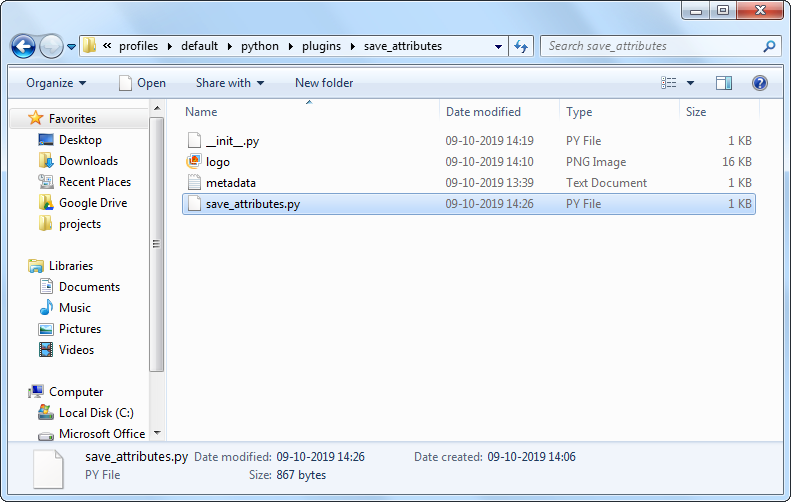 « profiles default python plugins save_attributes Search save_attributes
Organize Open Share with New folder
Name Date modified Type Size
__init__.py 09-10-2019 14:19 PY File 1 KB
logo 09-10-2019 14:10 PNG Image 16 KB
metadata 09-10-2019 13:39 Text Document 1 KB
save_attributes.py 09-10-2019 14:26 PY File 1 KB
Favorites
Desktop
Downloads
Recent Places
Google Drive
projects
Libraries
Documents
Music
Pictures
Videos
Computer
Local Disk (C:)
Microsoft Office
save_attributes.py Date modified: 09-10-2019 14:26 Date created: 09-10-2019 14:06
PY File Size: 867 bytes